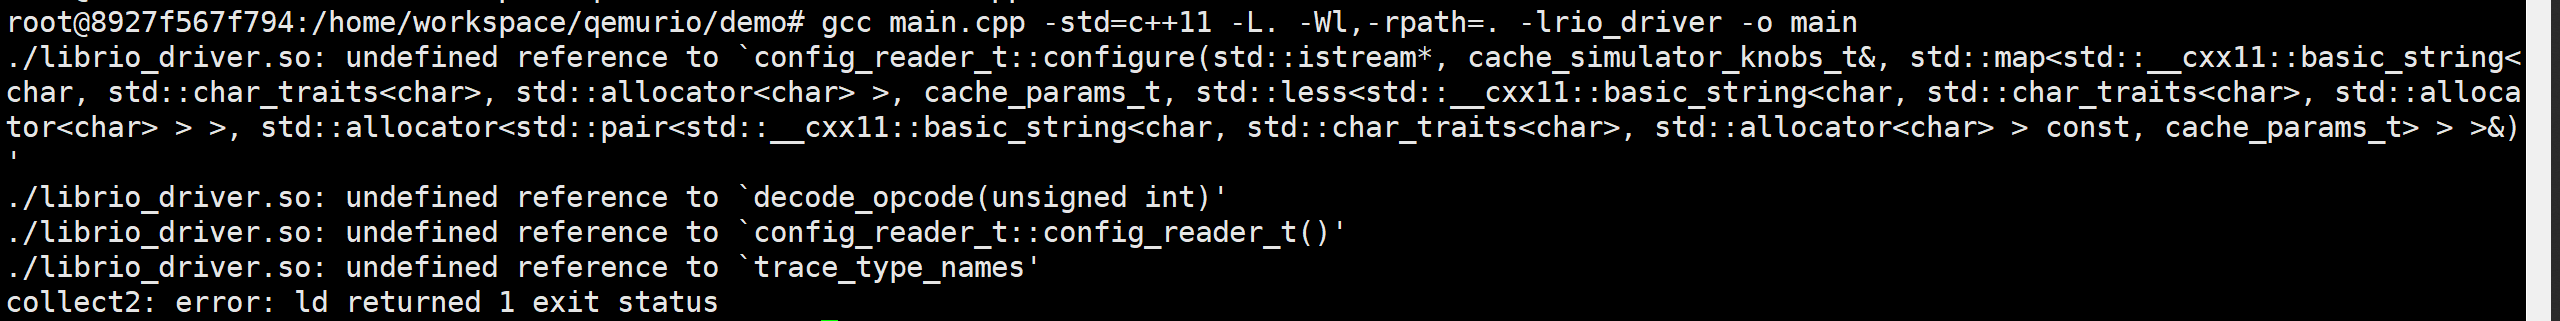 root@8927f567f794:/home/workspace/qemurio/demo# gcc main.cpp -std=c++11 -L. -Wl,-rpath=. -lrio_driver -o main
./librio_driver.so: undefined reference to `config_reader_t::configure(std::istream*, cache_simulator_knobs_t&, std::map<std::__cxx11::basic_string<
char, std::char_traits<char>, std::allocator<char> >, cache_params_t, std::less<std::__cxx11::basic_string<char, std::char_traits<char>, std::alloca
tor<char> > >, std::allocator<std::pair<std::__cxx11::basic_string<char, std::char_traits<char>, std::allocator<char> > const, cache_params_t> > >&)
'
./librio_driver.so: undefined reference to `decode_opcode(unsigned int)'
./librio_driver.so: undefined reference to `config_reader_t::config_reader_t()'
./librio_driver.so: undefined reference to `trace_type_names'
collect2: error: ld returned 1 exit status